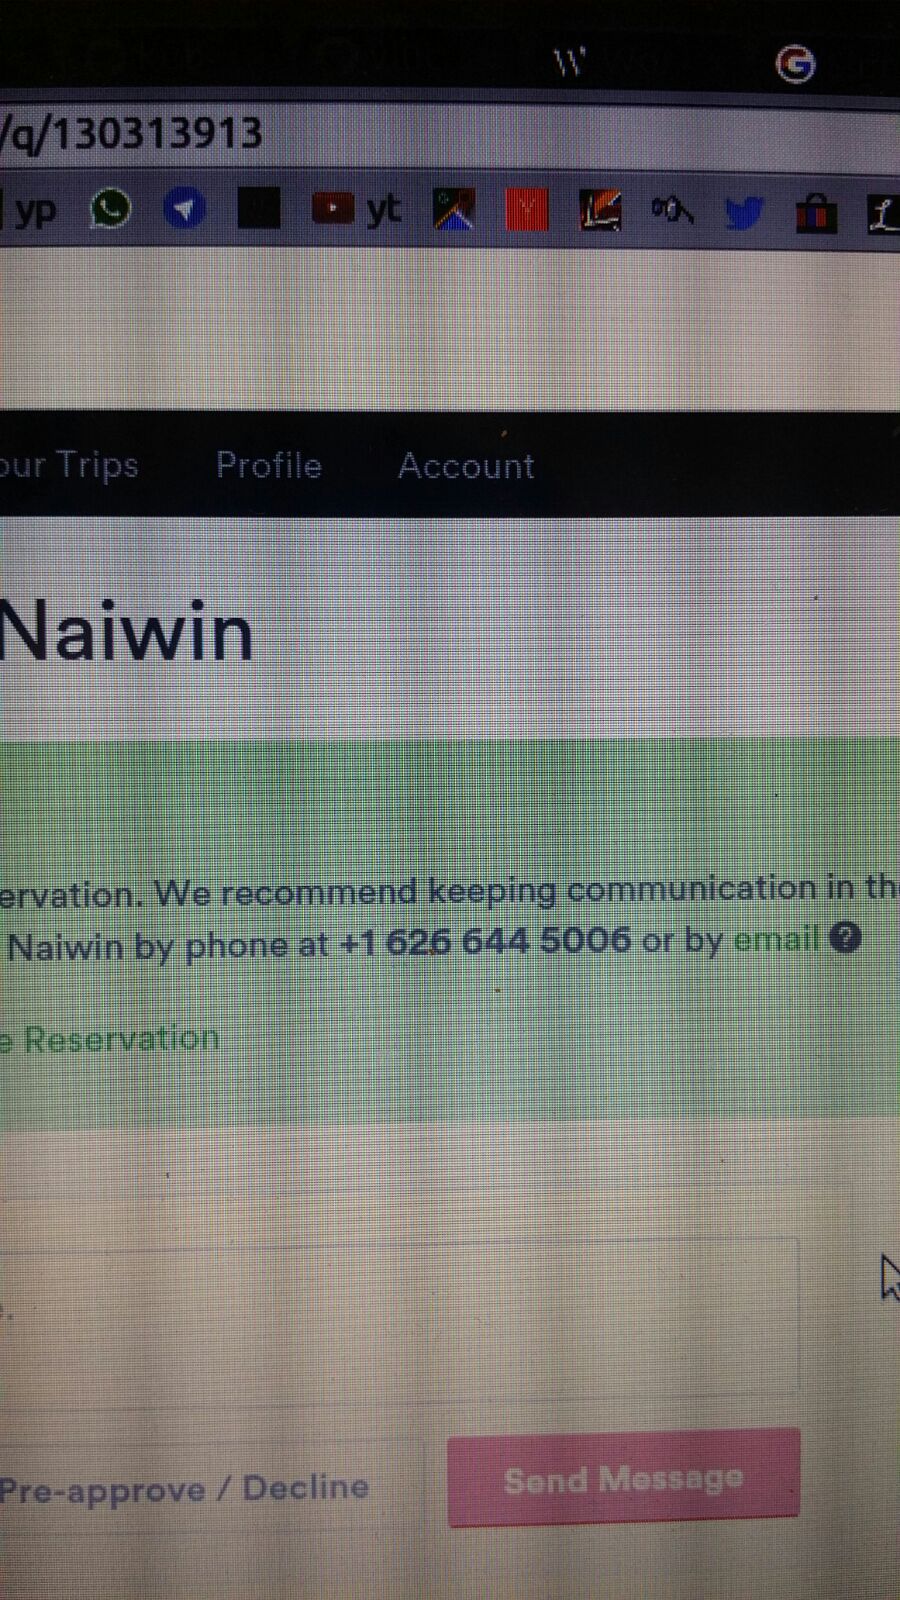 /q/130313913
yp
yt
our Trips Profile Account
Naiwin
ervation. We recommend keeping communication in th
Naiwin by phone at +1 626 644 5006 or by email ?
e Reservation
e.
Pre-approve / Decline
Send Message